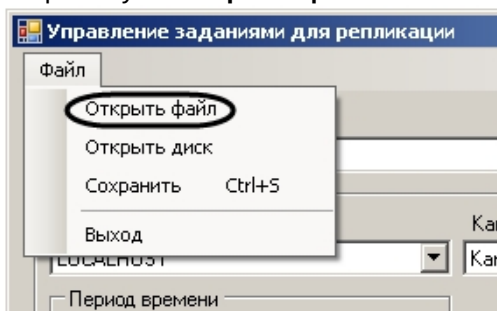 Управление заданиями для репликации
Файл
Открыть файл
Открыть диск
Сохранить Ctrl+S
Выход
LOCALHOST
Период времени